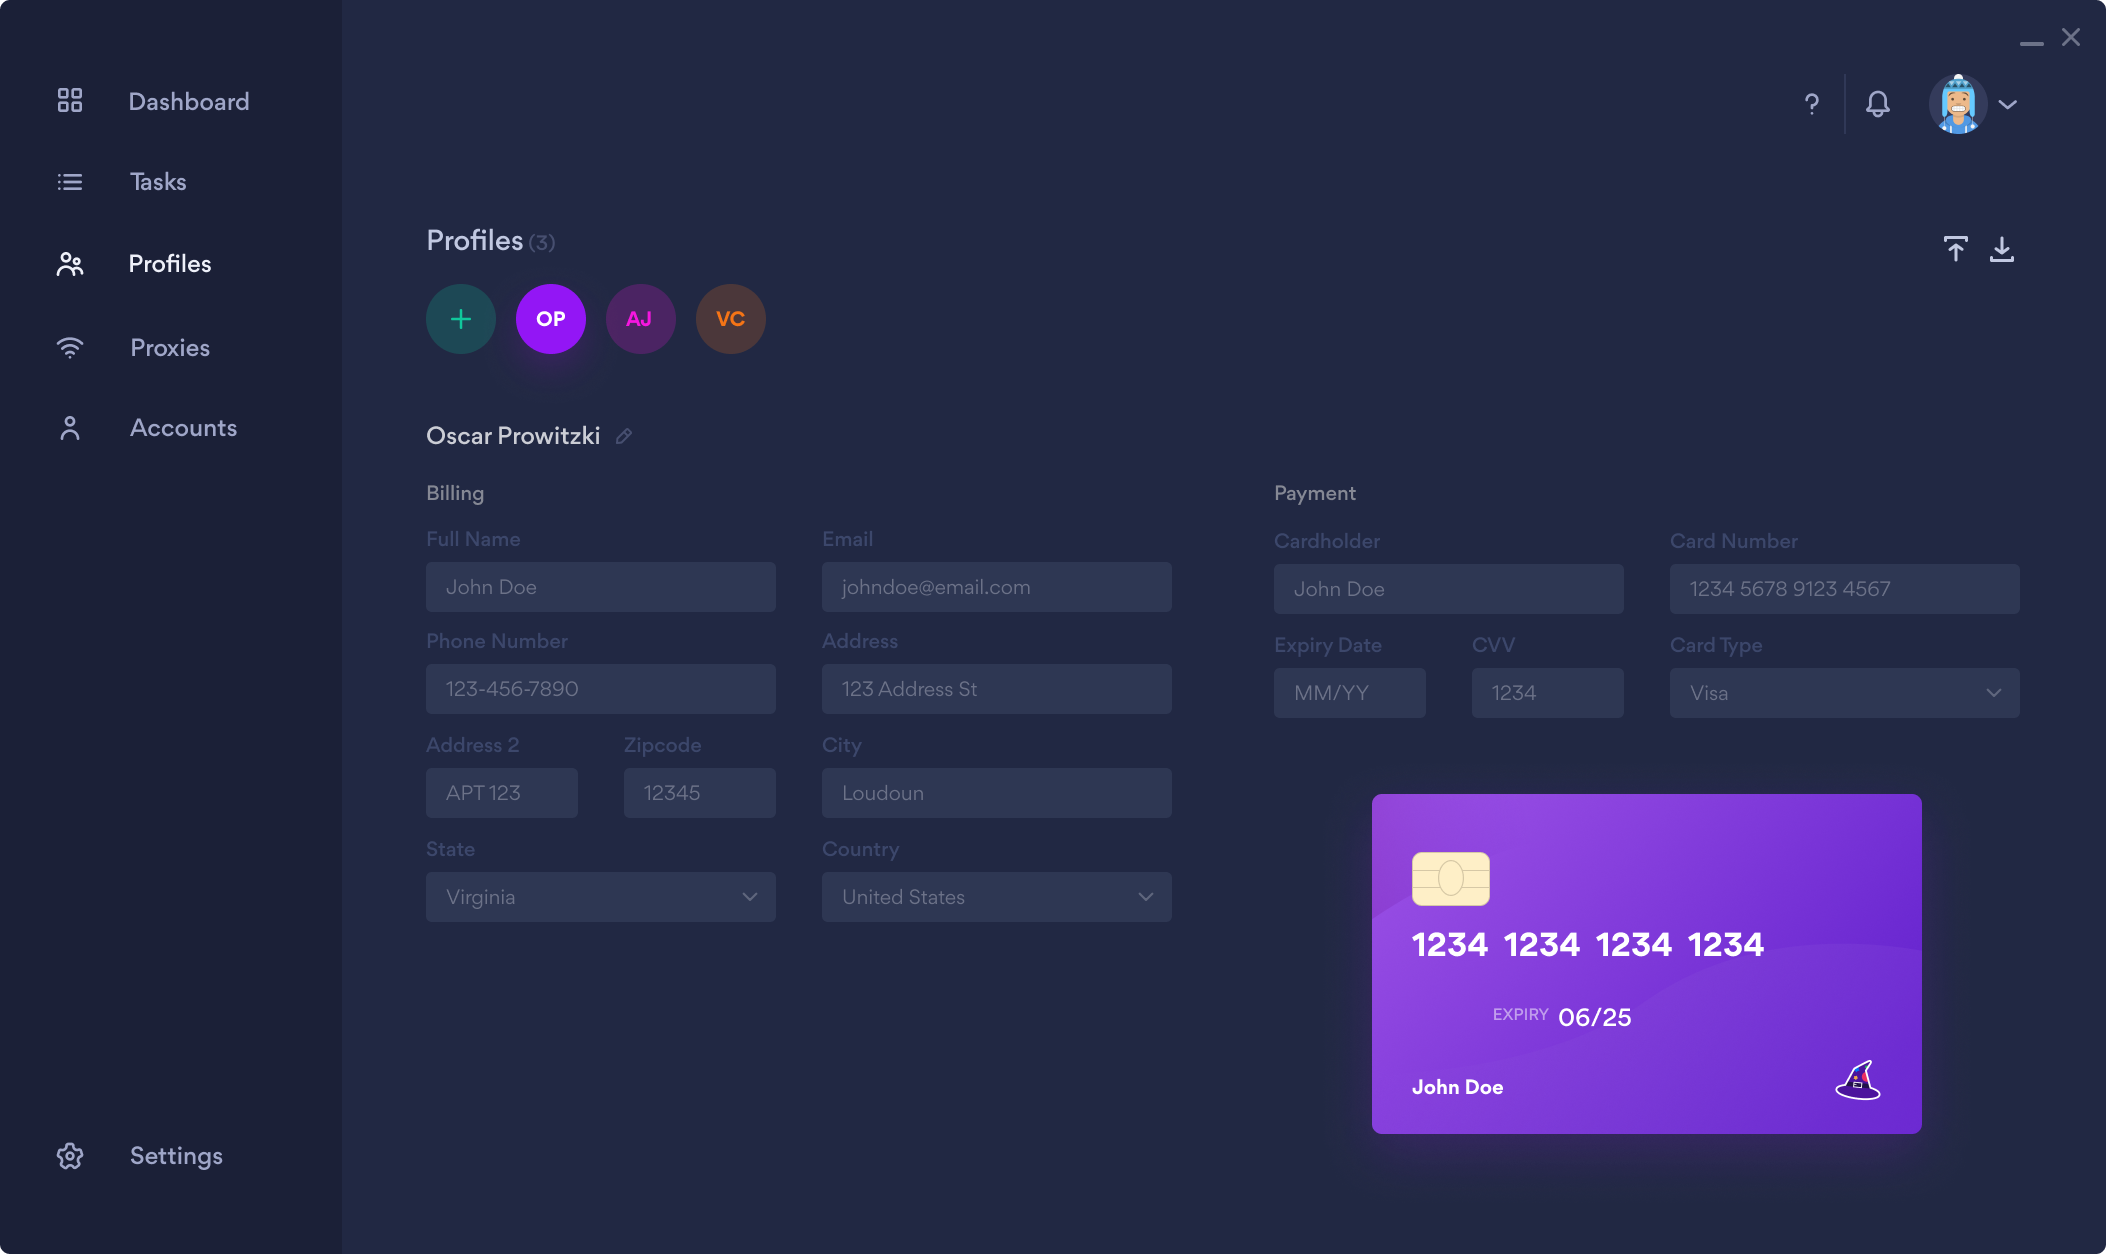 Dashboard
Tasks
Profiles
Proxies
Accounts
Settings
?
Profiles (3)
+ OP AJ VC
Oscar Prowitzki
Billing
Full Name Email
John Doe johndoe@email.com
Phone Number Address
123-456-7890 123 Address St
Address 2 Zipcode City
APT 123 12345 Loudoun
State Country
Virginia United States
Payment
Cardholder Card Number
John Doe 1234 5678 9123 4567
Expiry Date CVV Card Type
MM/YY 1234 Visa
1234 1234 1234 1234
EXPIRY 06/25
John Doe